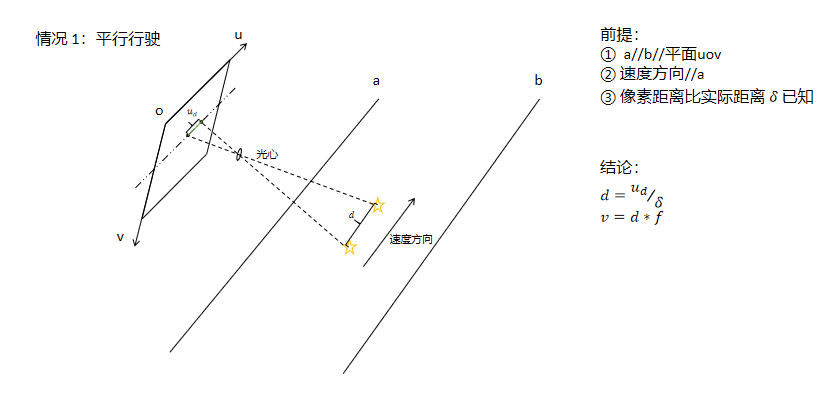 情况 1：平行行驶
u
o
u_d
光心
v
a
b
d
速度方向
前提：
① a//b//平面uov
② 速度方向//a
③ 像素距离比实际距离 δ 已知
结论：
d = u_d/δ
v = d * f